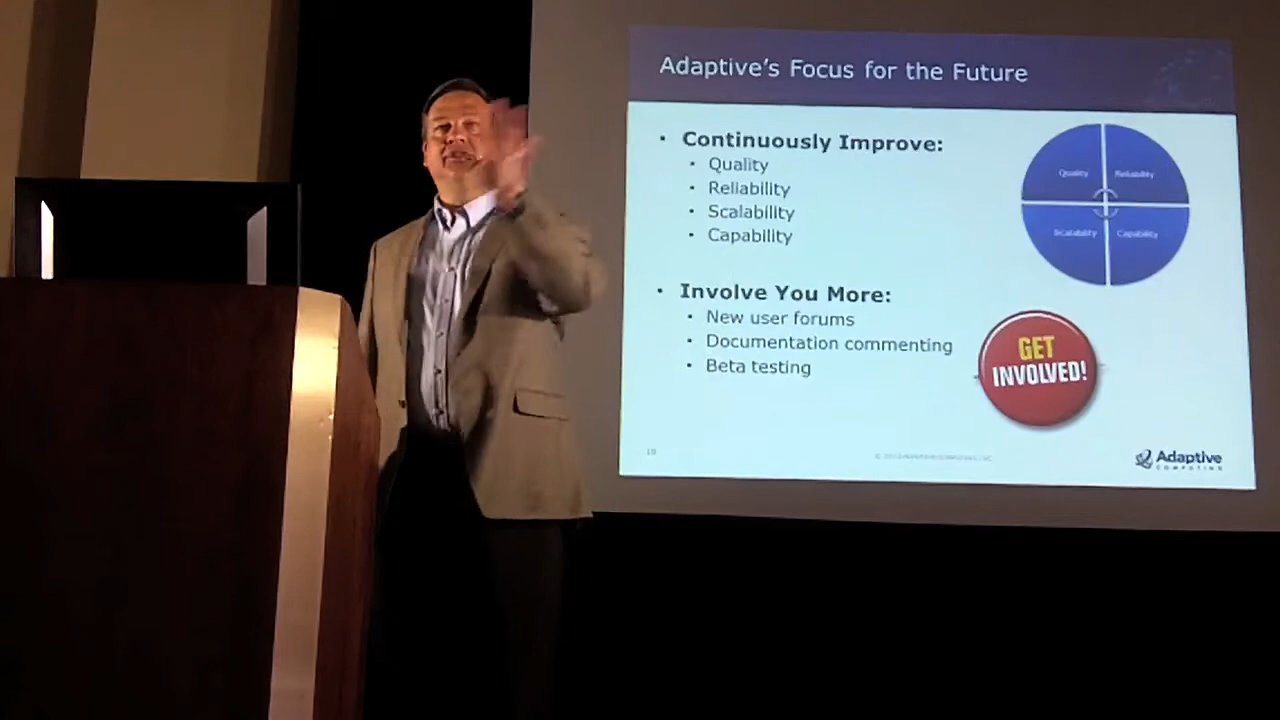 Adaptive's Focus for the Future
• Continuously Improve:
• Quality
• Reliability
• Scalability
• Capability
Quality
Reliability
Scalability
Capability
• Involve You More:
• New user forums
• Documentation commenting
• Beta testing
GET
INVOLVED!
Adaptive
COMPUTING